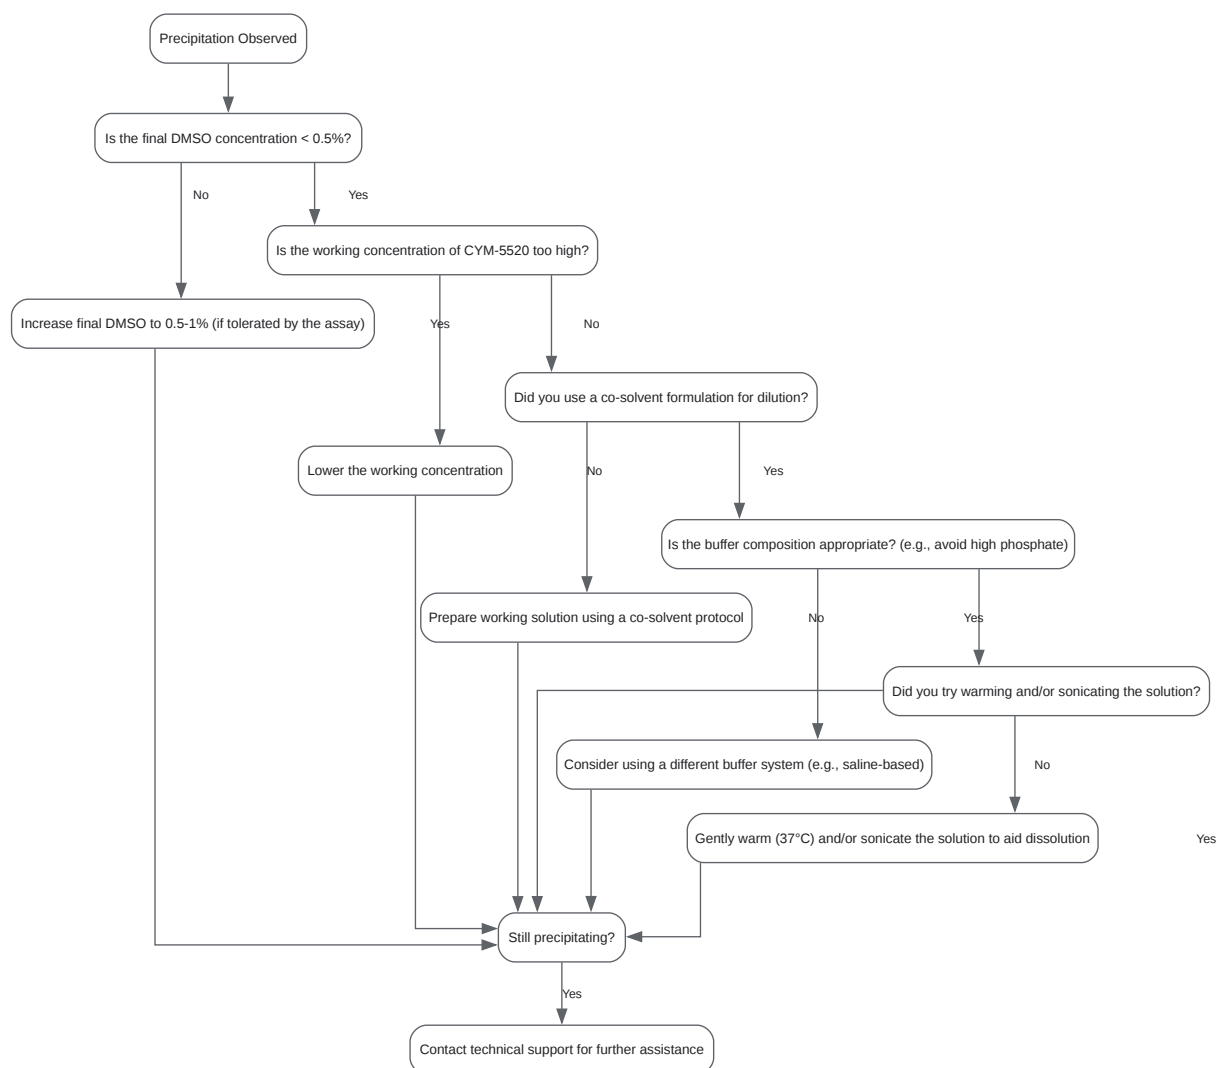 Precipitation Observed
Is the final DMSO concentration < 0.5%?
No
Yes
Is the working concentration of CYM-5520 too high?
Increase final DMSO to 0.5-1% (if tolerated by the assay)
Yes
No
Did you use a co-solvent formulation for dilution?
Lower the working concentration
No
Yes
Is the buffer composition appropriate? (e.g., avoid high phosphate)
Prepare working solution using a co-solvent protocol
No
Yes
Did you try warming and/or sonicating the solution?
Consider using a different buffer system (e.g., saline-based)
No
Gently warm (37°C) and/or sonicate the solution to aid dissolution
Yes
Still precipitating?
Yes
Contact technical support for further assistance